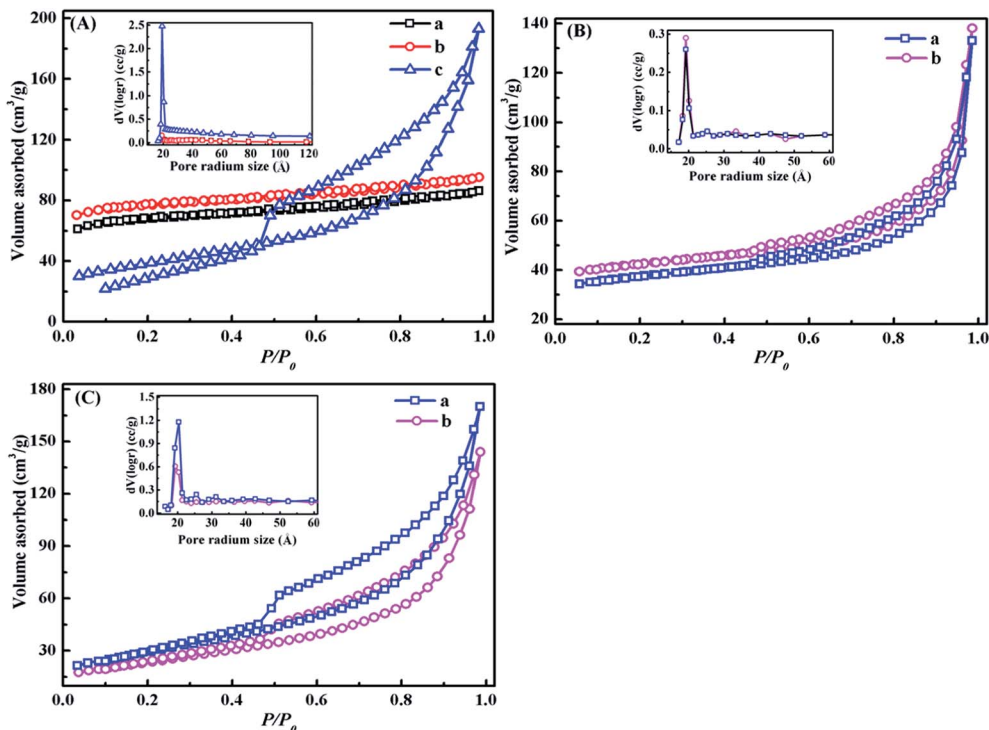 (A)
a
b
c
Volume asorbed (cm³/g)
200
160
120
80
40
0
0.0 0.2 0.4 0.6 0.8 1.0
P/P₀
dV(logr) (cc/g)
2.5
2.0
1.5
1.0
0.5
0.0
20 40 60 80 100 120
Pore radium size (Å)
(B)
a
b
Volume asorbed (cm³/g)
140
120
100
80
60
40
20
0.0 0.2 0.4 0.6 0.8 1.0
P/P₀
dV(logr) (cc/g)
0.3
0.2
0.1
0.0
20 30 40 50 60
Pore radium size (Å)
(C)
a
b
Volume asorbed (cm³/g)
180
150
120
90
60
30
0.0 0.2 0.4 0.6 0.8 1.0
P/P₀
dV(logr) (cc/g)
1.5
1.2
0.9
0.6
0.3
0.0
20 30 40 50 60
Pore radium size (Å)